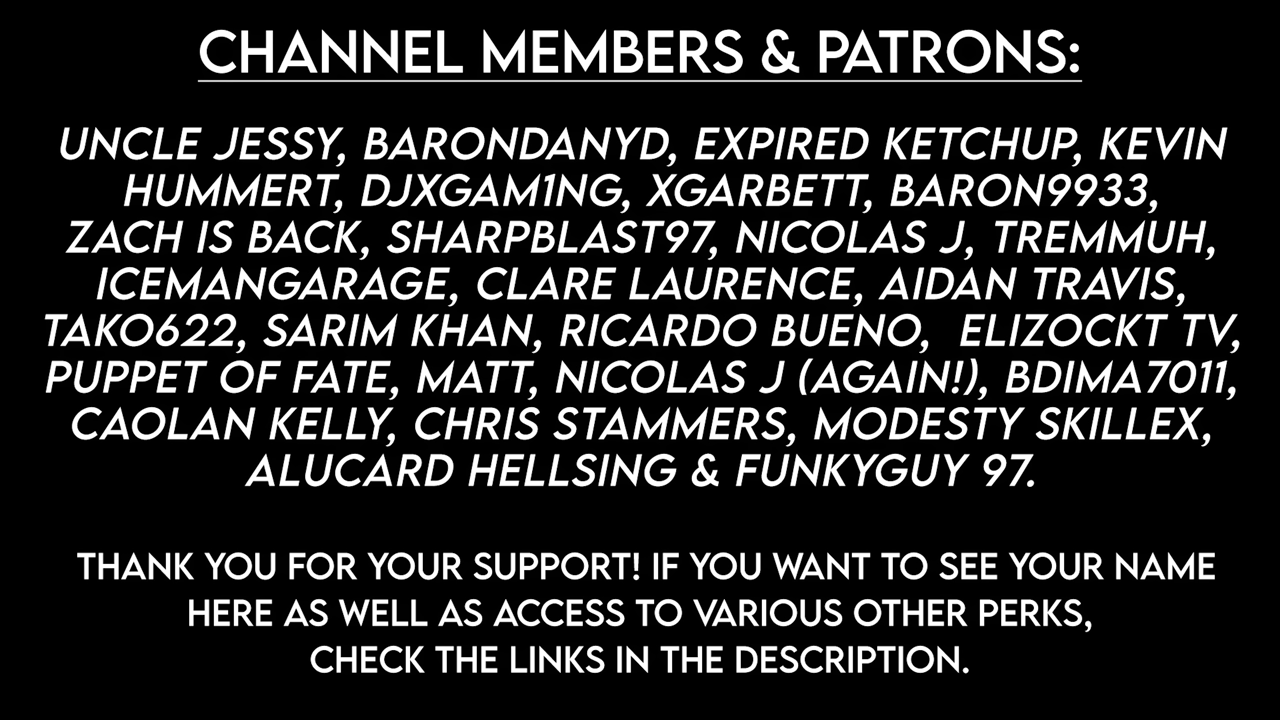 CHANNEL MEMBERS & PATRONS:
UNCLE JESSY, BARONDANYD, EXPIRED KETCHUP, KEVIN
HUMMERT, DJXGAM1NG, XGARBETT, BARON9933,
ZACH IS BACK, SHARPBLAST97, NICOLAS J, TREMMUH,
ICEMANGARAGE, CLARE LAURENCE, AIDAN TRAVIS,
TAKO622, SARIM KHAN, RICARDO BUENO, ELIZOCKT TV,
PUPPET OF FATE, MATT, NICOLAS J (AGAIN!), BDIMA7011,
CAOLAN KELLY, CHRIS STAMMERS, MODESTY SKILLEX,
ALUCARD HELLSING & FUNKYGUY 97.
THANK YOU FOR YOUR SUPPORT! IF YOU WANT TO SEE YOUR NAME
HERE AS WELL AS ACCESS TO VARIOUS OTHER PERKS,
CHECK THE LINKS IN THE DESCRIPTION.